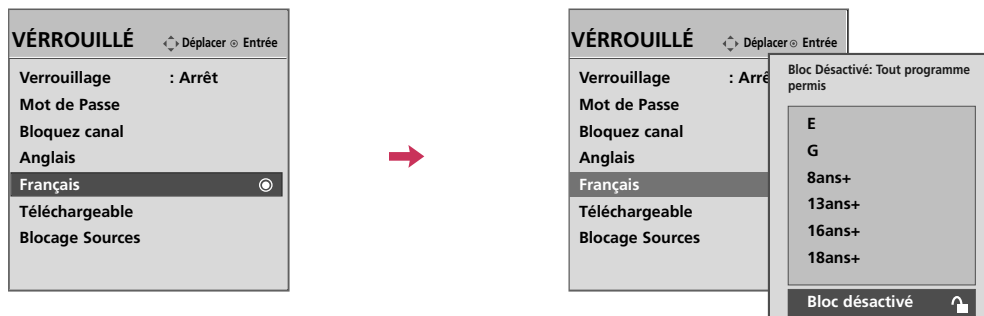 VÉRROUILLÉ Déplacer Entrée
Verrouillage : Arrêt
Mot de Passe
Bloquez canal
Anglais
Français
Téléchargeable
Blocage Sources
VÉRROUILLÉ Déplacer Entrée
Verrouillage : Arrê
Mot de Passe
Bloquez canal
Anglais
Français
Téléchargeable
Blocage Sources
Bloc Désactivé: Tout programme
permis
E
G
8ans+
13ans+
16ans+
18ans+
Bloc désactivé